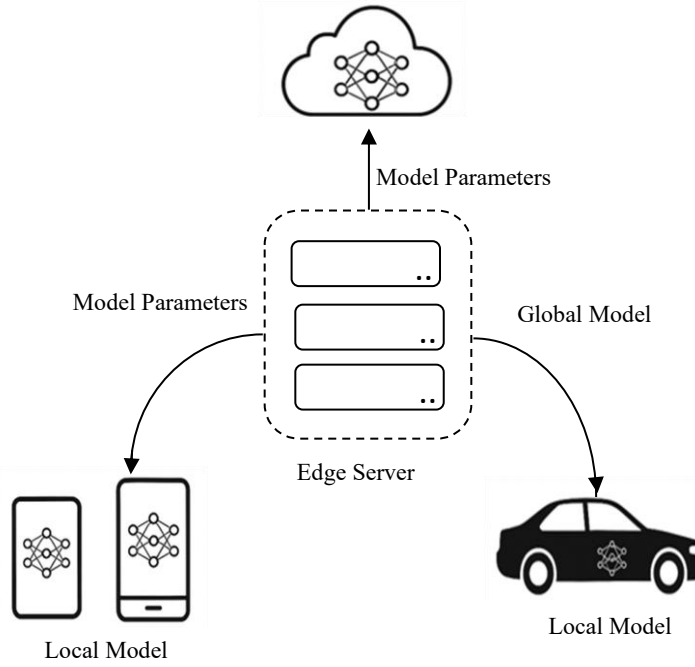 Model Parameters
Model Parameters
Global Model
Edge Server
Local Model
Local Model